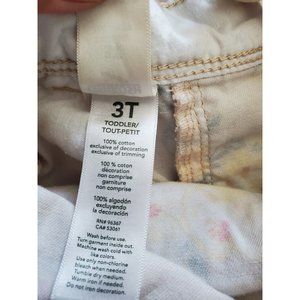 3T
TODDLER/
TOUT-PETIT
100% cotton
exclusive of decoration
exclusive of trimming
100 % coton
décoration
non comprise
garniture
non comprise
100% algodón
excluyendo
la decoración
RN# 96367
CA# 53061
Wash before use.
Turn garment inside out.
Machine wash cold with
like colors.
Use only non-chlorine
bleach when needed.
Tumble dry medium.
Warm iron if needed.
Do not iron decoration.